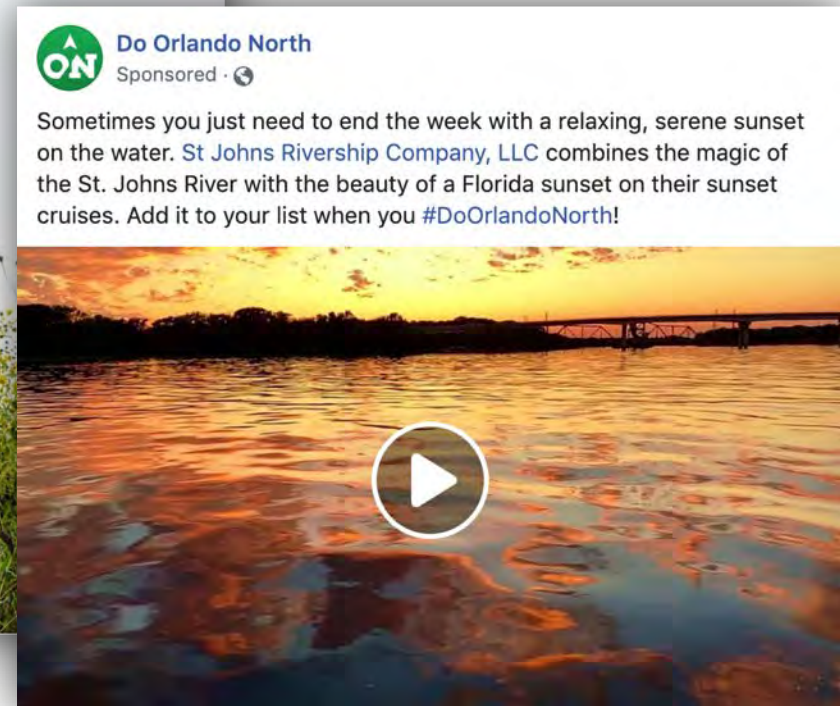 ON
Do Orlando North
Sponsored ·
Sometimes you just need to end the week with a relaxing, serene sunset
on the water. St Johns Rivership Company, LLC combines the magic of
the St. Johns River with the beauty of a Florida sunset on their sunset
cruises. Add it to your list when you #DoOrlandoNorth!